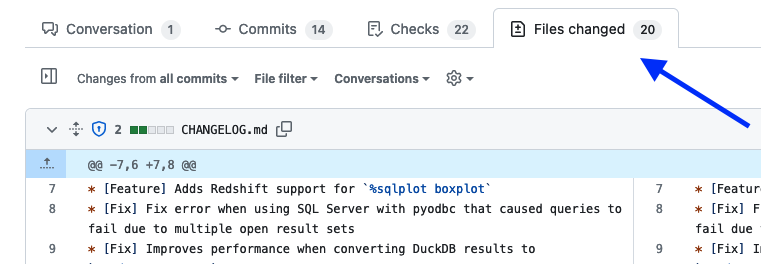 Conversation 1 Commits 14 Checks 22 Files changed 20
Changes from all commits File filter Conversations
2 CHANGELOG.md
@@ -7,6 +7,8 @@
7 * [Feature] Adds Redshift support for `%sqlplot boxplot` 7 * [Featur
8 * [Fix] Fix error when using SQL Server with pyodbc that caused queries to 8 * [Fix] F
fail due to multiple open result sets fail due
9 * [Fix] Improves performance when converting DuckDB results to 9 * [Fix] I